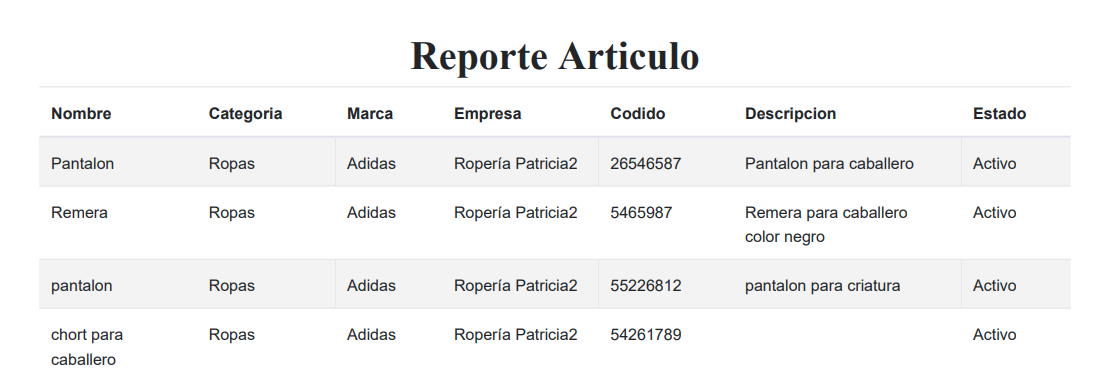 Reporte Articulo
Nombre Categoria Marca Empresa Codido Descripcion Estado
Pantalon Ropas Adidas Ropería Patricia2 26546587 Pantalon para caballero Activo
Remera Ropas Adidas Ropería Patricia2 5465987 Remera para caballero Activo
color negro
pantalon Ropas Adidas Ropería Patricia2 55226812 pantalon para criatura Activo
chort para Ropas Adidas Ropería Patricia2 54261789 Activo
caballero